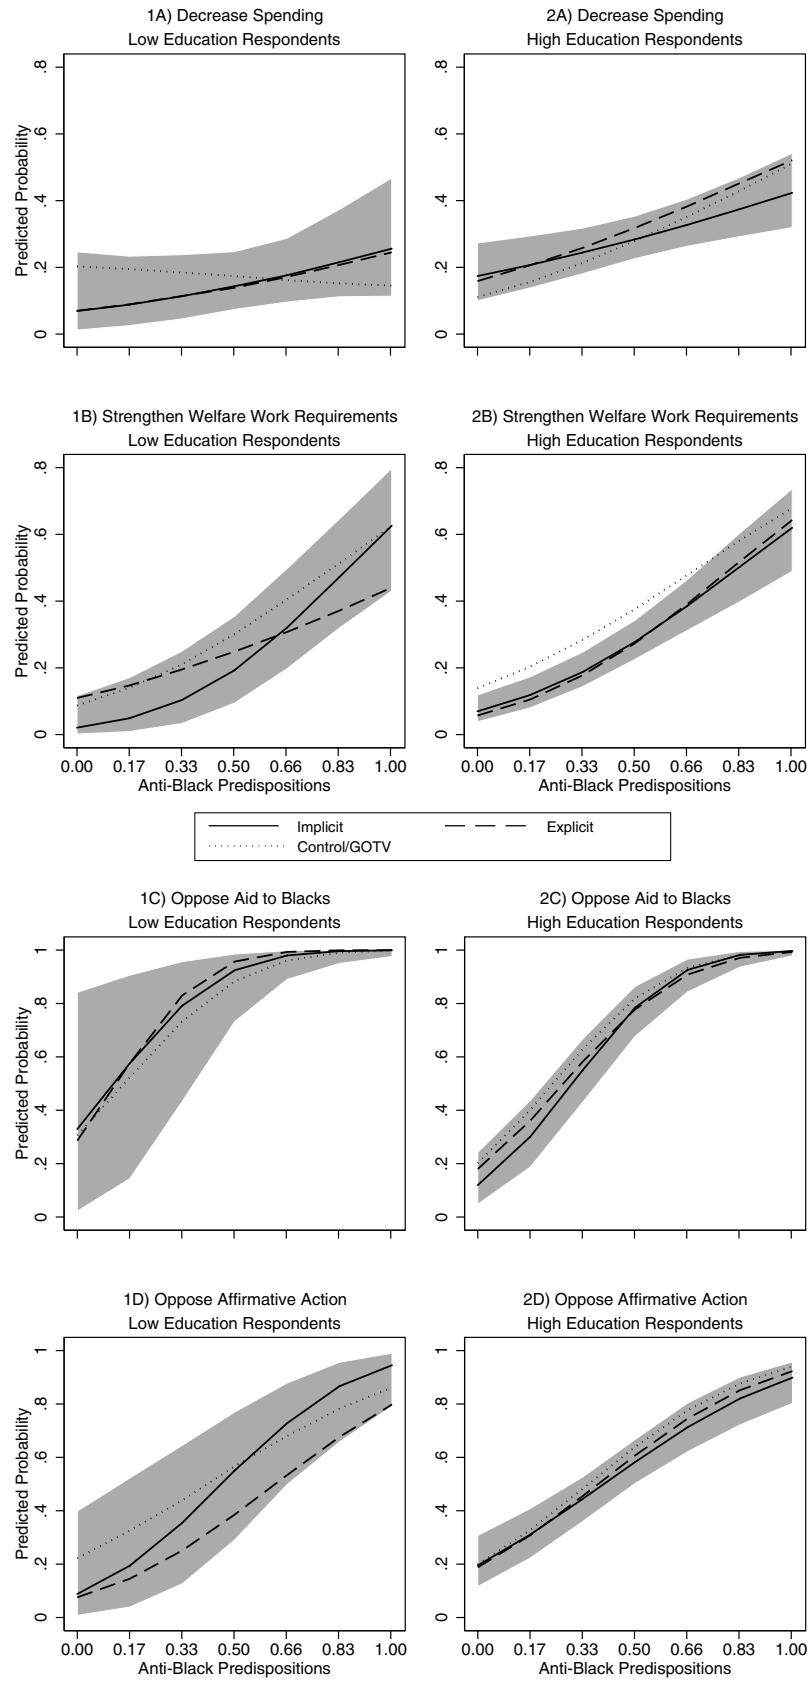 1A) Decrease Spending
Low Education Respondents
Predicted Probability
.8
.6
.4
.2
0
2A) Decrease Spending
High Education Respondents
.8
.6
.4
.2
0
1B) Strengthen Welfare Work Requirements
Low Education Respondents
Predicted Probability
.8
.6
.4
.2
0
0.00 0.17 0.33 0.50 0.66 0.83 1.00
Anti-Black Predispositions
2B) Strengthen Welfare Work Requirements
High Education Respondents
.8
.6
.4
.2
0
0.00 0.17 0.33 0.50 0.66 0.83 1.00
Anti-Black Predispositions
Implicit Explicit
Control/GOTV
1C) Oppose Aid to Blacks
Low Education Respondents
Predicted Probability
1
.8
.6
.4
.2
0
2C) Oppose Aid to Blacks
High Education Respondents
1
.8
.6
.4
.2
0
1D) Oppose Affirmative Action
Low Education Respondents
Predicted Probability
1
.8
.6
.4
.2
0
0.00 0.17 0.33 0.50 0.66 0.83 1.00
Anti-Black Predispositions
2D) Oppose Affirmative Action
High Education Respondents
1
.8
.6
.4
.2
0
0.00 0.17 0.33 0.50 0.66 0.83 1.00
Anti-Black Predispositions